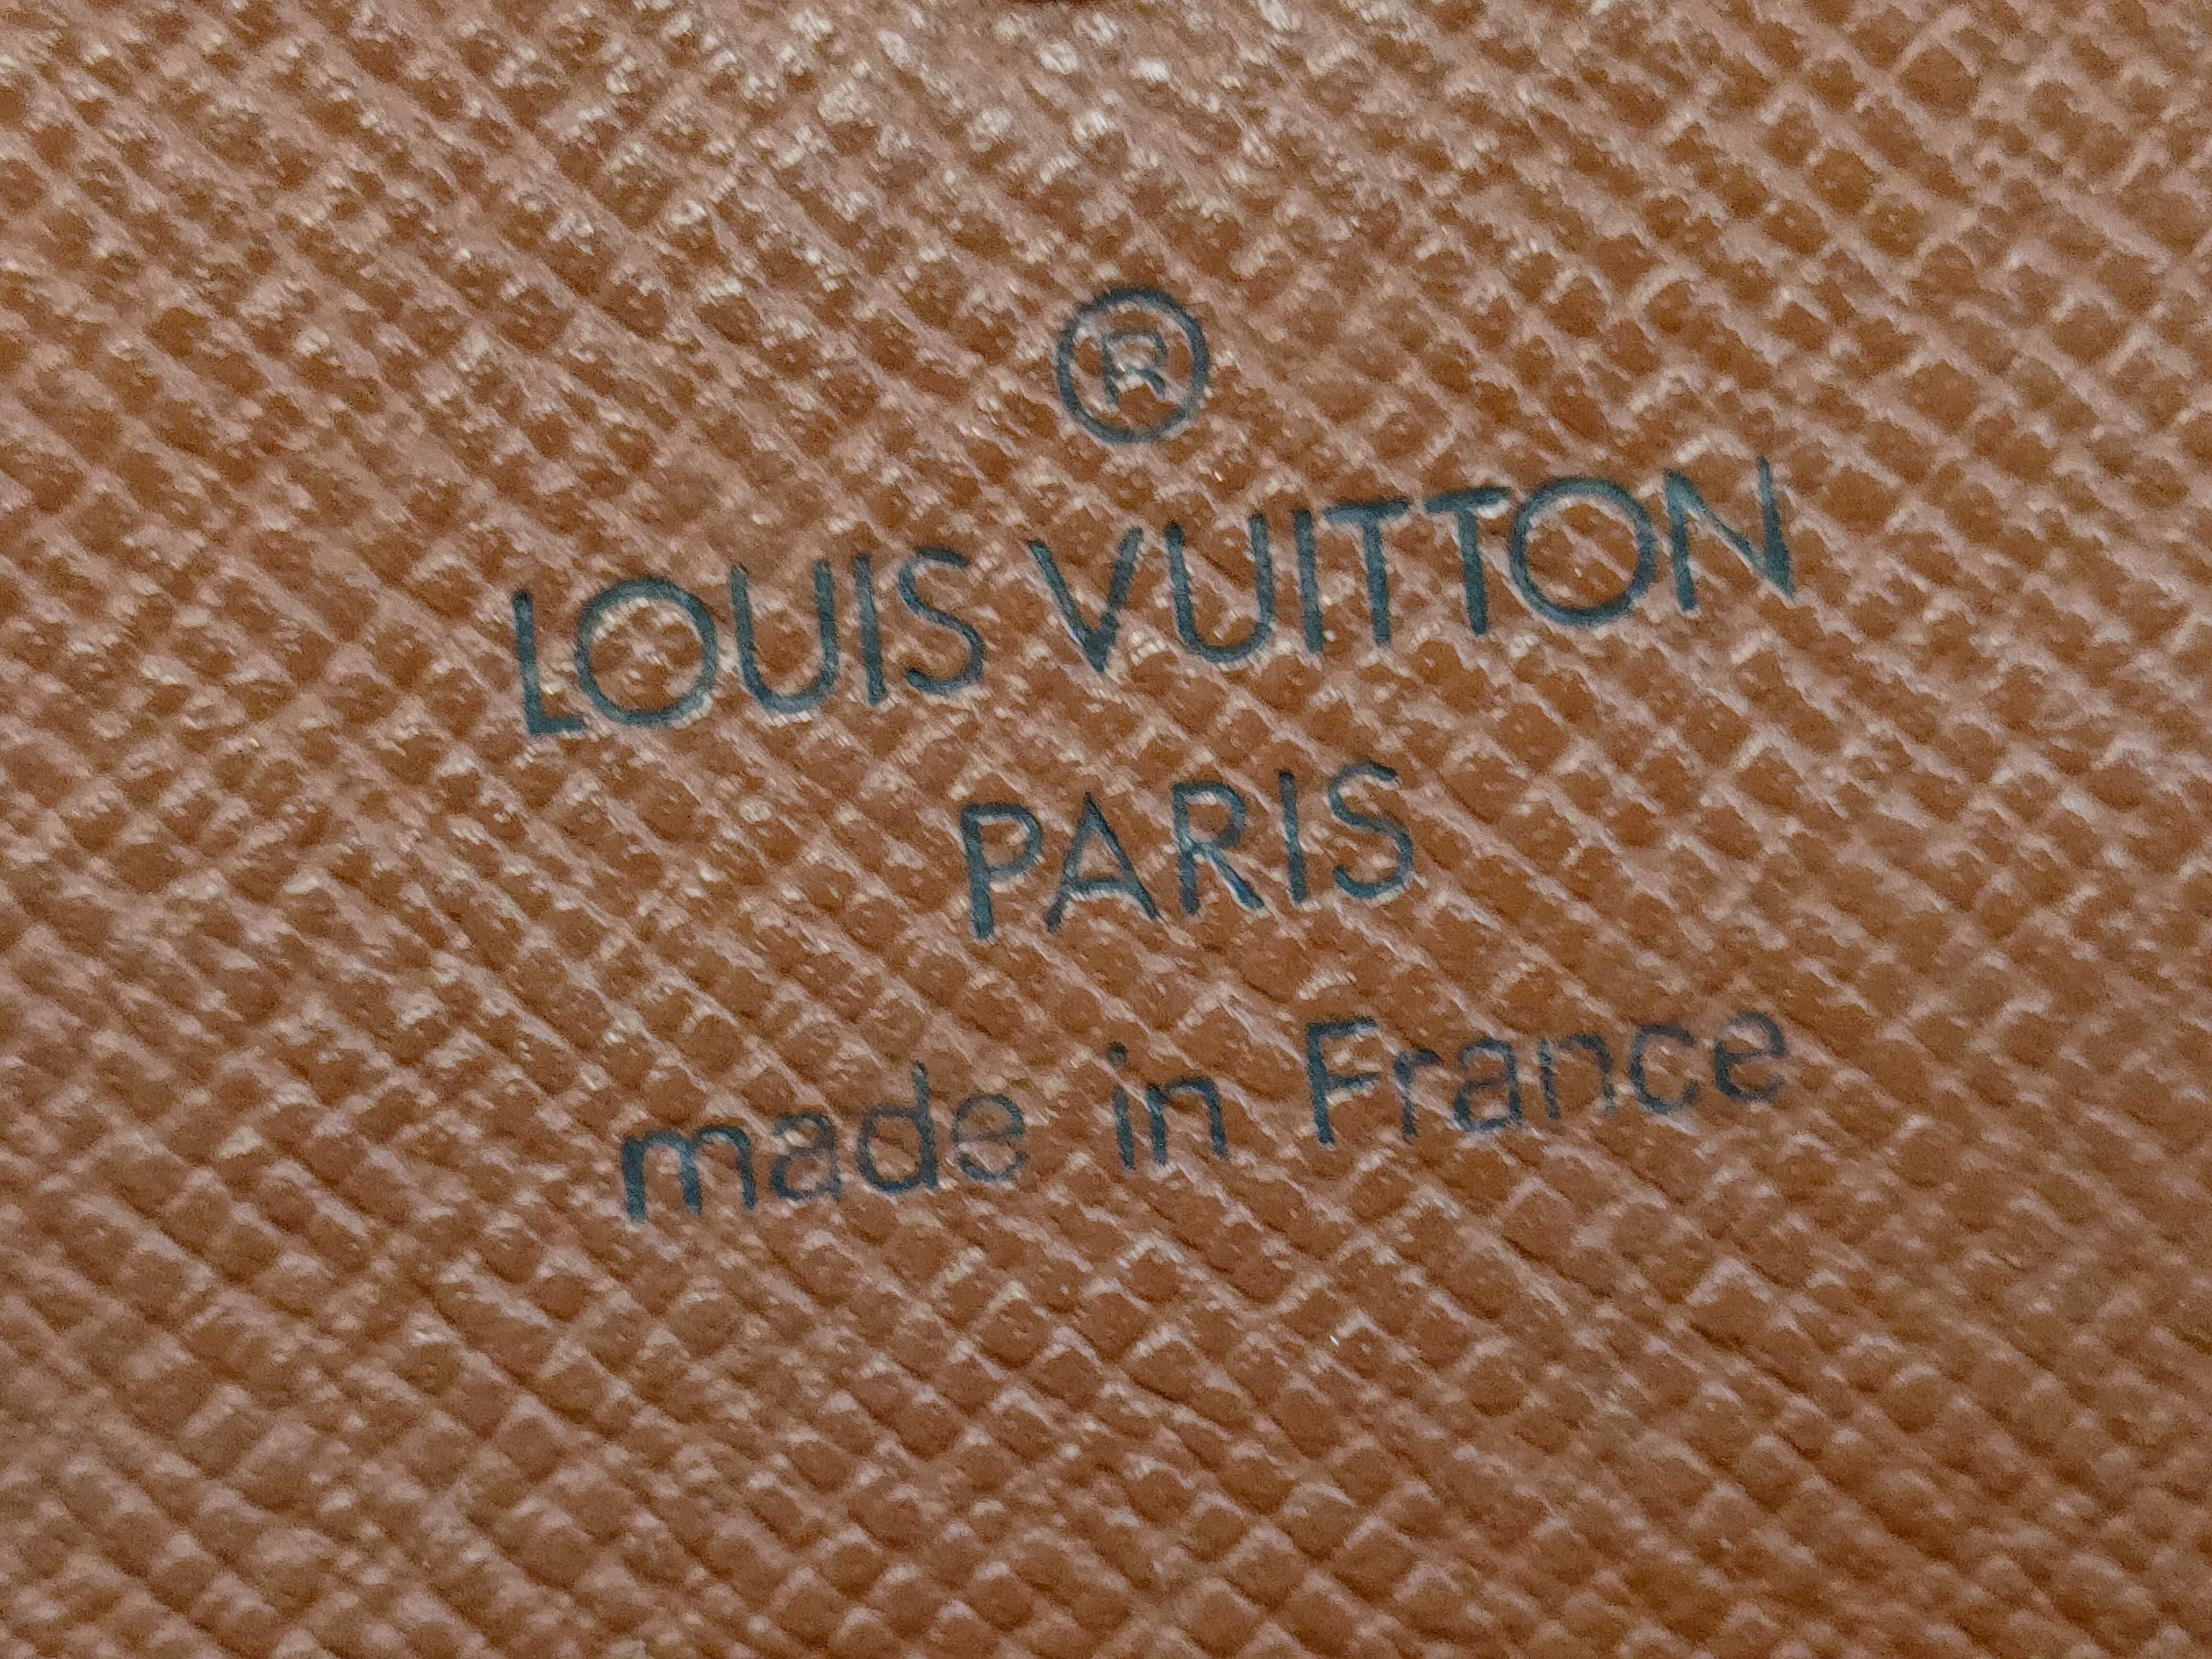 ®
LOUIS VUITTON
PARIS
made in France